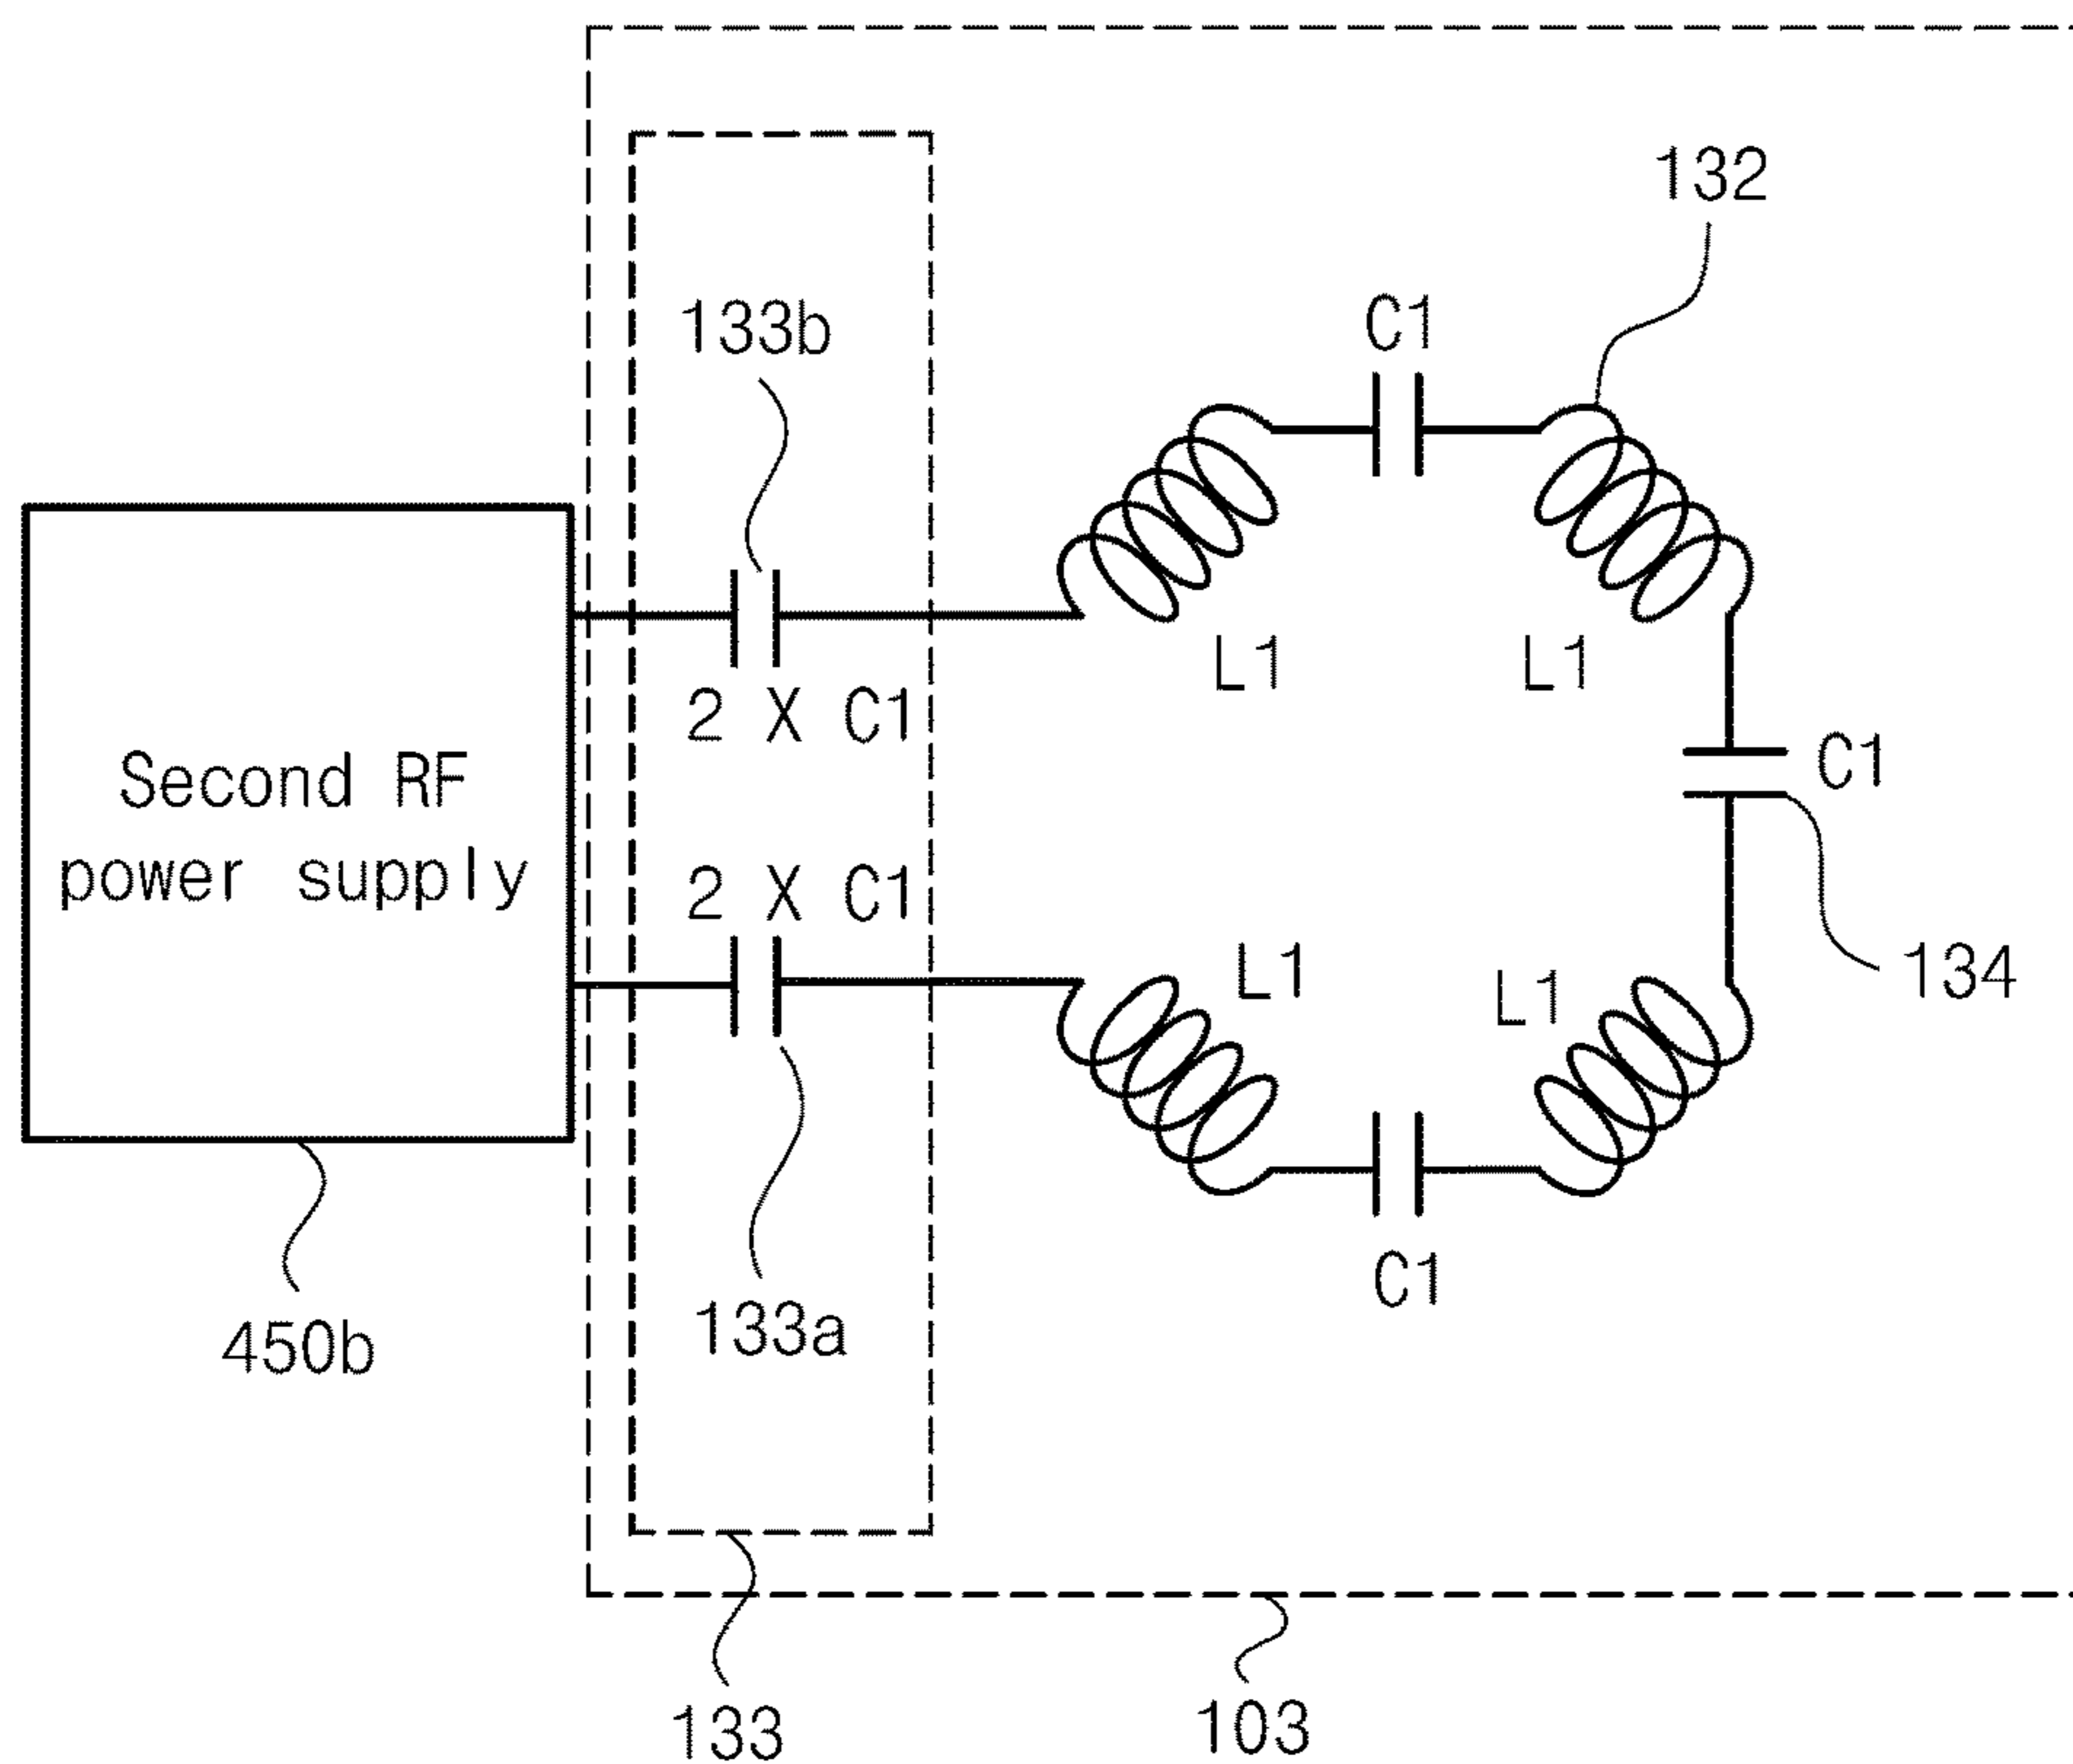 132
133b
C1
2 X C1
L1
L1
Second RF
power supply
C1
2 X C1
L1
L1
134
C1
133a
450b
133
103